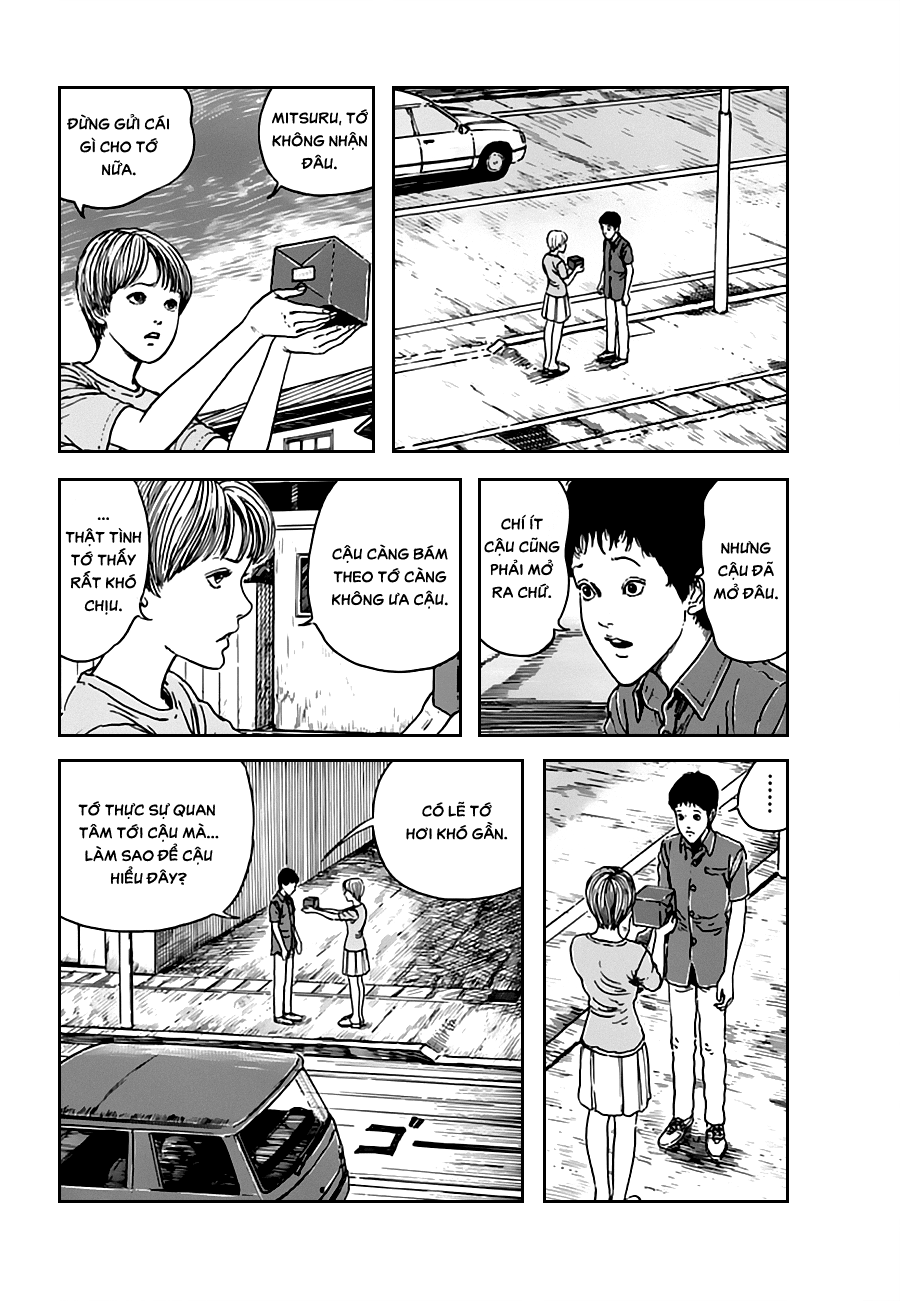 MITSURU, TỚ
KHÔNG NHẬN
ĐÂU.
ĐỪNG GỬI CÁI
GÌ CHO TỚ
NỮA.
NHƯNG
CẬU ĐÃ
MỞ ĐÂU.
CHÍ ÍT
CẬU CŨNG
PHẢI MỞ
RA CHỨ.
CẬU CÀNG BÁM
THEO TỚ CÀNG
KHÔNG ƯA CẬU.
...
THẬT TÌNH
TỚ THẤY
RẤT KHÓ
CHỊU.
......
CÓ LẼ TỚ
HƠI KHÓ GẦN.
TỚ THỰC SỰ QUAN
TÂM TỚI CẬU MÀ...
LÀM SAO ĐỂ CẬU
HIỂU ĐÂY?
ゴー